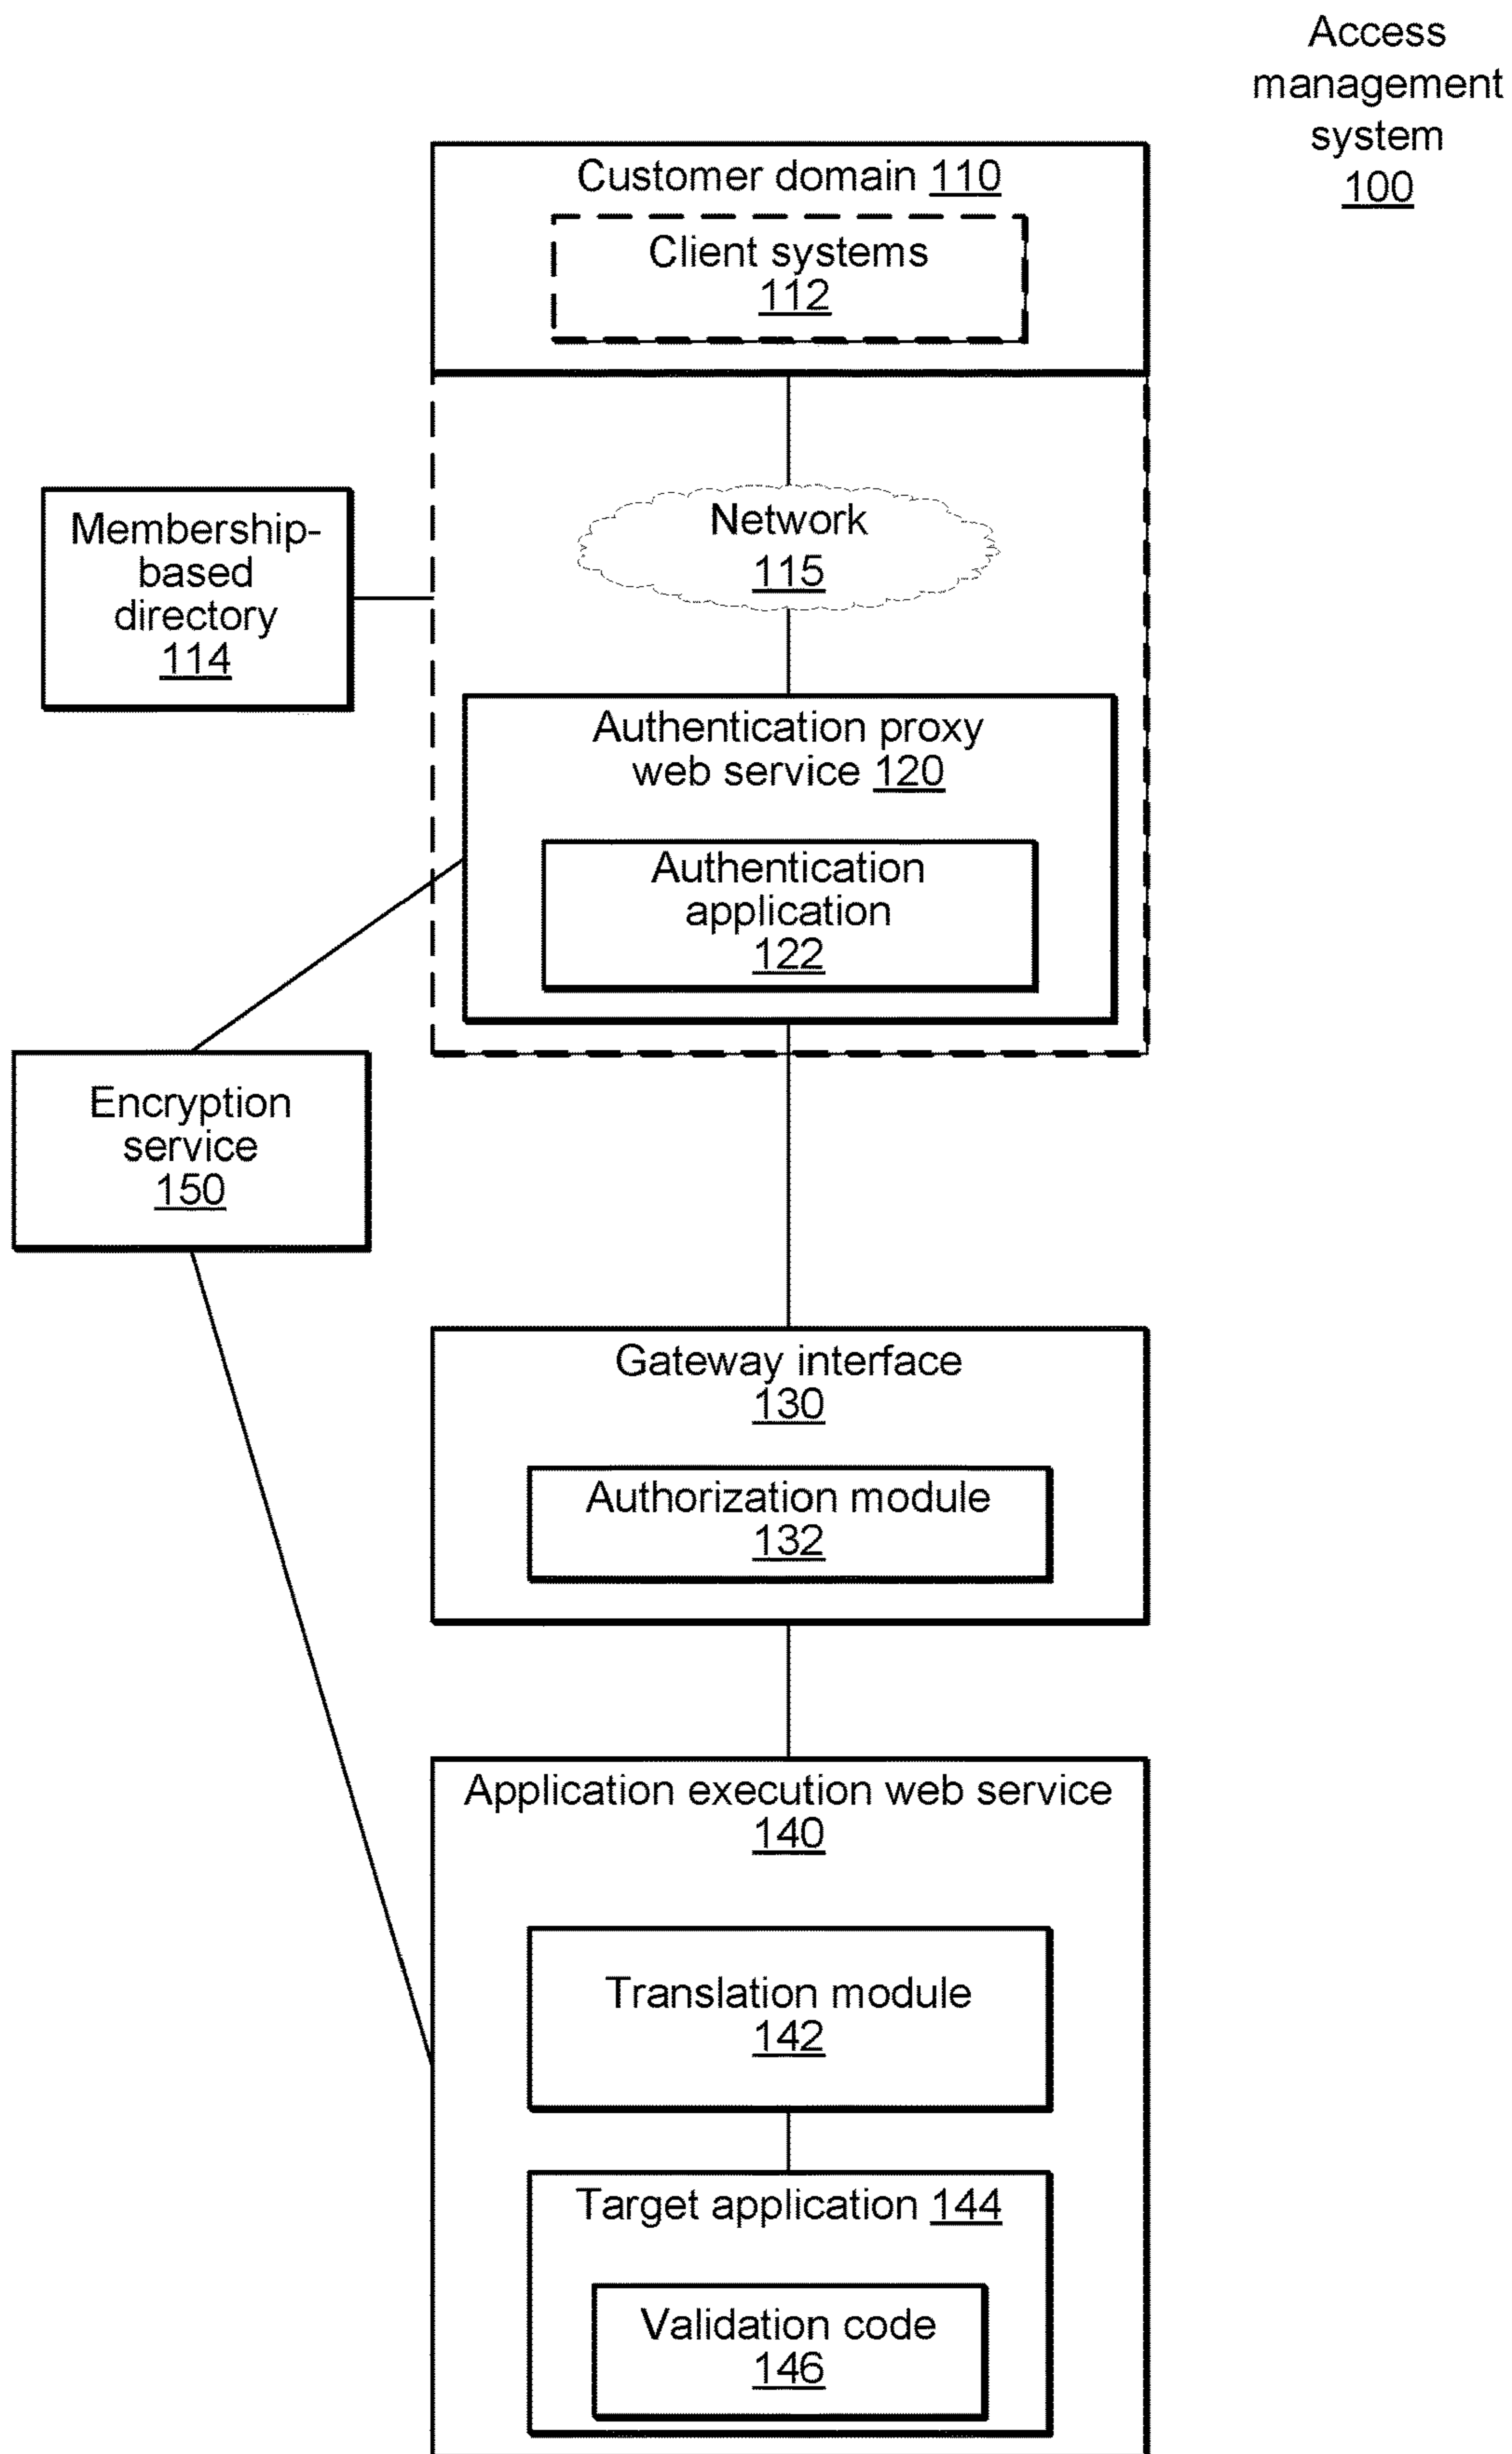 Access
management
system
100
Customer domain 110
Client systems
112
Network
115
Membership-
based
directory
114
Authentication proxy
web service 120
Authentication
application
122
Encryption
service
150
Gateway interface
130
Authorization module
132
Application execution web service
140
Translation module
142
Target application 144
Validation code
146